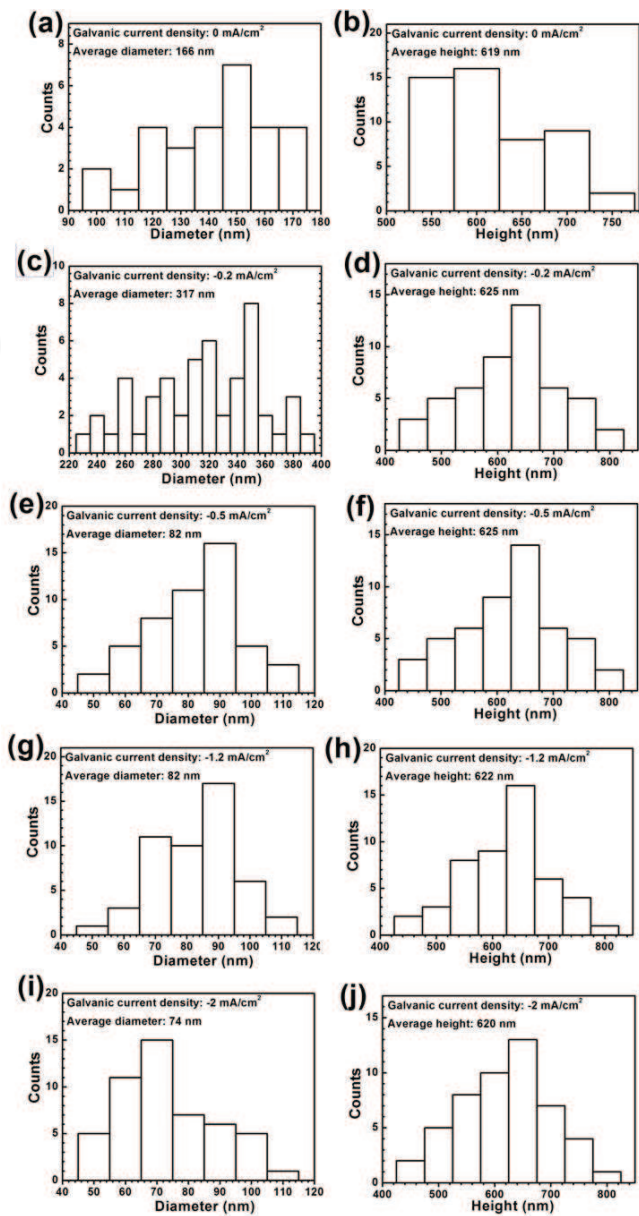 (a)
Galvanic current density: 0 mA/cm²
Average diameter: 166 nm
Counts
8
6
4
2
0
90 100 110 120 130 140 150 160 170 180
Diameter (nm)
(b)
Galvanic current density: 0 mA/cm²
Average height: 619 nm
Counts
20
15
10
5
0
500 550 600 650 700 750
Height (nm)
(c)
Galvanic current density: -0.2 mA/cm²
Average diameter: 317 nm
Counts
10
8
6
4
2
0
220 240 260 280 300 320 340 360 380 400
Diameter (nm)
(d)
Galvanic current density: -0.2 mA/cm²
Average height: 625 nm
Counts
15
10
5
0
400 500 600 700 800
Height (nm)
(e)
Galvanic current density: -0.5 mA/cm²
Average diameter: 82 nm
Counts
20
15
10
5
0
40 50 60 70 80 90 100 110 120
Diameter (nm)
(f)
Galvanic current density: -0.5 mA/cm²
Average height: 625 nm
Counts
15
10
5
0
400 500 600 700 800
Height (nm)
(g)
Galvanic current density: -1.2 mA/cm²
Average diameter: 82 nm
Counts
20
15
10
5
0
40 50 60 70 80 90 100 110 120
Diameter (nm)
(h)
Galvanic current density: -1.2 mA/cm²
Average height: 622 nm
Counts
20
15
10
5
0
400 500 600 700 800
Height (nm)
(i)
Galvanic current density: -2 mA/cm²
Average diameter: 74 nm
Counts
20
15
10
5
0
40 50 60 70 80 90 100 110 120
Diameter (nm)
(j)
Galvanic current density: -2 mA/cm²
Average height: 620 nm
Counts
15
10
5
0
400 500 600 700 800
Height (nm)